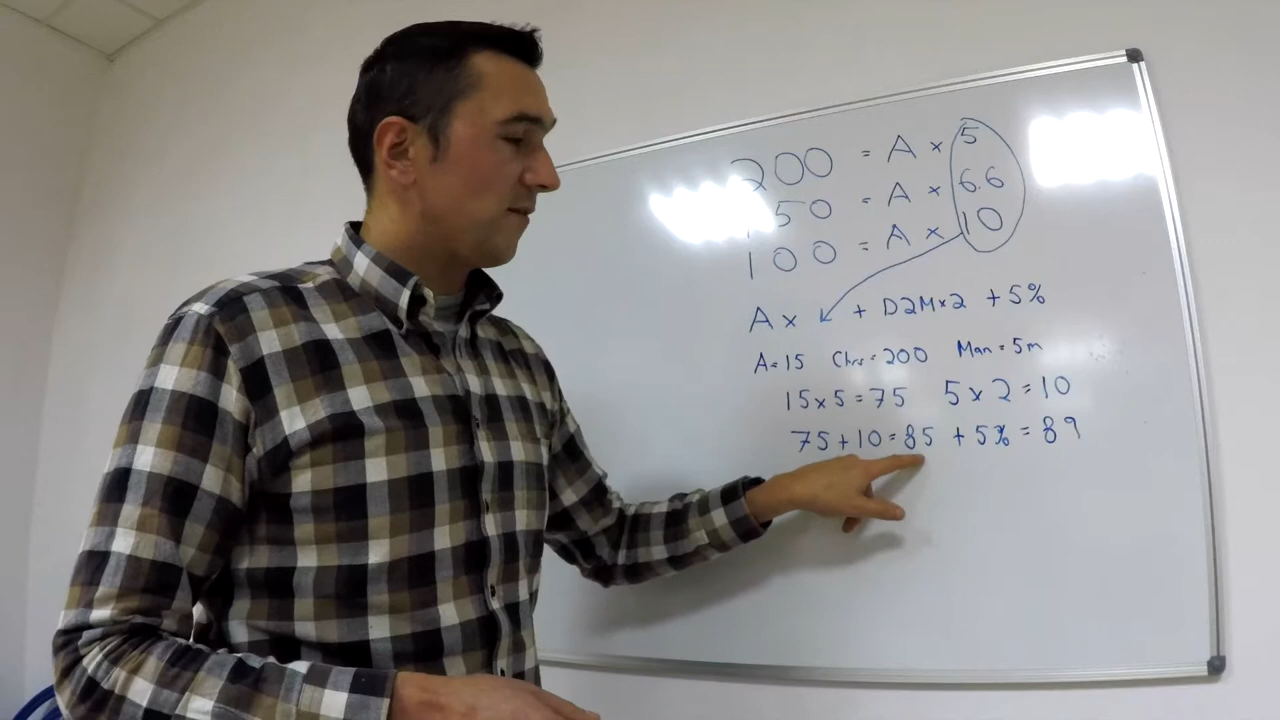 200 = A × 5
150 = A × 6.6
100 = A × 10
A× + D2M×2 +5%
A=15 Chrs=200 Man=5m
15×5=75 5×2=10
75+10=85 +5%=89